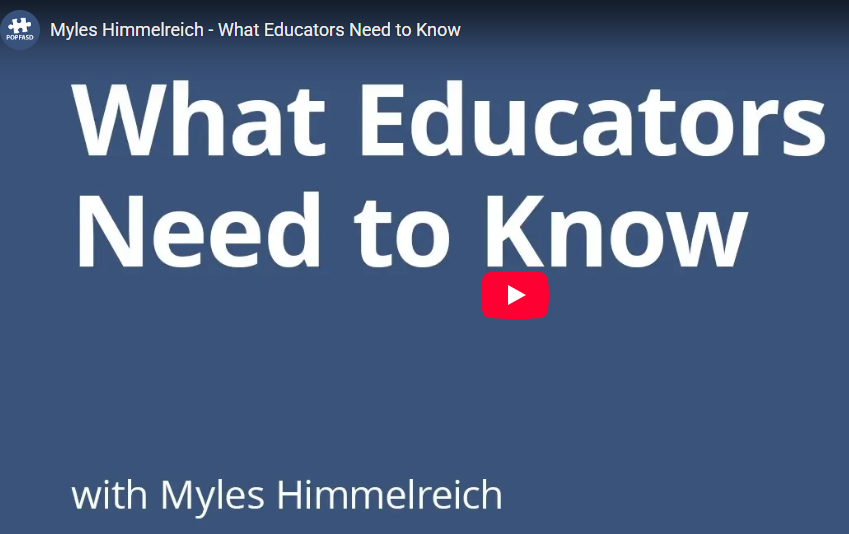 POPFASD
Myles Himmelreich - What Educators Need to Know
What Educators
Need to Know
with Myles Himmelreich